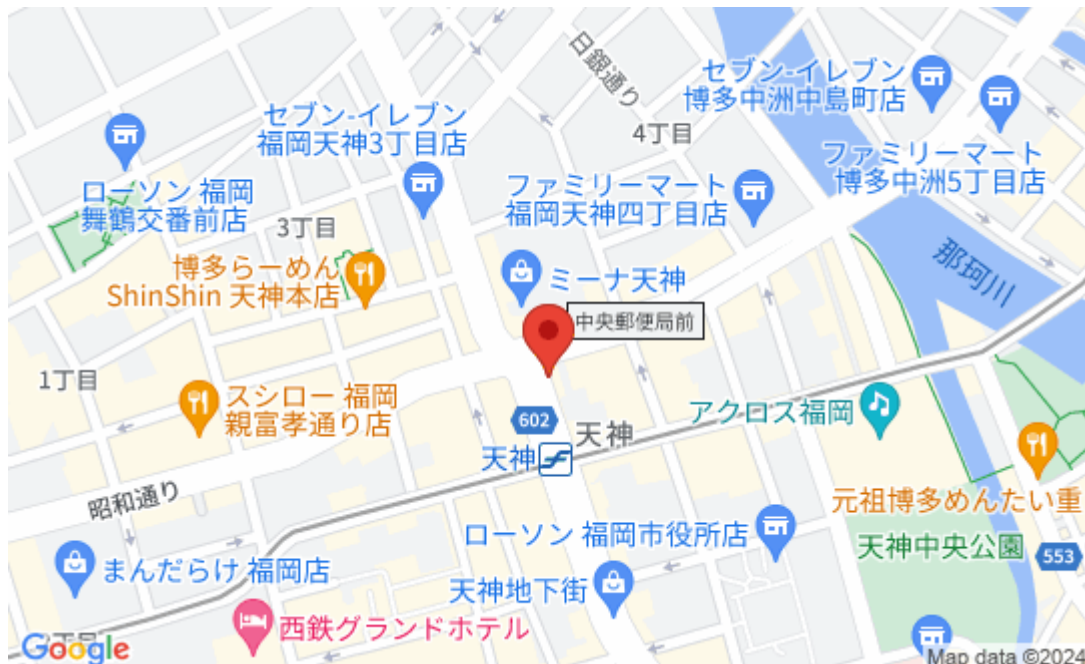 日銀通り
セブン-イレブン
博多中洲中島町店
セブン-イレブン
福岡天神3丁目店
4丁目
ファミリーマート
博多中洲5丁目店
ローソン 福岡
舞鶴交番前店
ファミリーマート
福岡天神四丁目店
3丁目
那珂川
博多らーめん
ShinShin 天神本店
ミーナ天神
中央郵便局前
1丁目
スシロー 福岡
親富孝通り店
602
天神
アクロス福岡
天神
昭和通り
元祖博多めんたい重
ローソン 福岡市役所店
天神中央公園
553
まんだらけ 福岡店
天神地下街
西鉄グランドホテル
Google
Map data ©2024